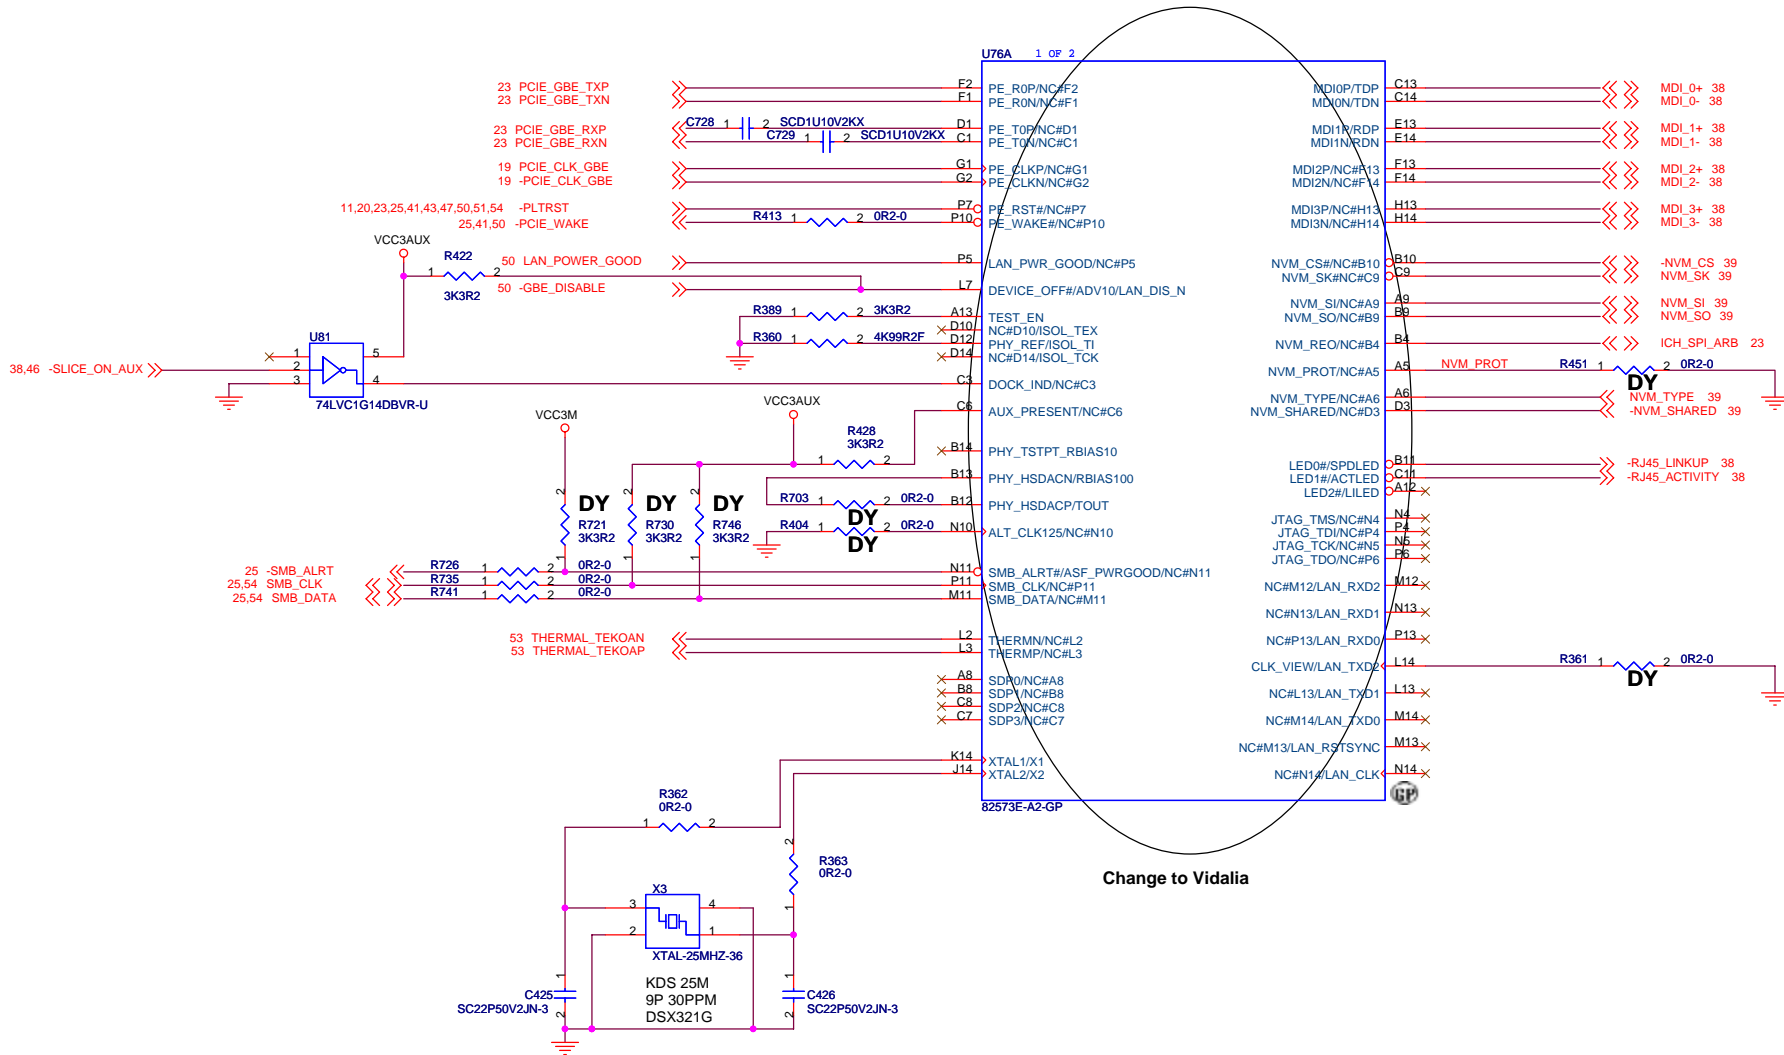 U76A 1 OF 2
23 PCIE_GBE_TXP F2 PE_R0P/NC#F2 MDI0P/TDP C13 MDI_0+ 38
23 PCIE_GBE_TXN F1 PE_R0N/NC#F1 MDI0N/TDN C14 MDI_0- 38
23 PCIE_GBE_RXP C728 1 2 SCD1U10V2KX D1 PE_T0P/NC#D1 MDI1P/RDP E13 MDI_1+ 38
23 PCIE_GBE_RXN C729 1 2 SCD1U10V2KX C1 PE_T0N/NC#C1 MDI1N/RDN E14 MDI_1- 38
19 PCIE_CLK_GBE G1 PE_CLKP/NC#G1 MDI2P/NC#F13 F13 MDI_2+ 38
19 -PCIE_CLK_GBE G2 PE_CLKN/NC#G2 MDI2N/NC#F14 F14 MDI_2- 38
11,20,23,25,41,43,47,50,51,54 -PLTRST P7 PE_RST#/NC#P7 MDI3P/NC#H13 H13 MDI_3+ 38
25,41,50 -PCIE_WAKE R413 1 2 0R2-0 P10 PE_WAKE#/NC#P10 MDI3N/NC#H14 H14 MDI_3- 38
VCC3AUX
R422
1 2
3K3R2
50 LAN_POWER_GOOD P5 LAN_PWR_GOOD/NC#P5 NVM_CS#/NC#B10 B10 -NVM_CS 39
NVM_SK#/NC#C9 C9 NVM_SK 39
50 -GBE_DISABLE L7 DEVICE_OFF#/ADV10/LAN_DIS_N
NVM_SI/NC#A9 A9 NVM_SI 39
R389 1 2 3K3R2 A13 TEST_EN NVM_SO/NC#B9 B9 NVM_SO 39
D10 NC#D10/ISOL_TEX
R360 1 2 4K99R2F D12 PHY_REF/ISOL_TI NVM_REO/NC#B4 B4 ICH_SPI_ARB 23
D14 NC#D14/ISOL_TCK
NVM_PROT/NC#A5 A5 NVM_PROT R451 1 2 0R2-0
DY
U81
1 5
38,46 -SLICE_ON_AUX 2
3 4
74LVC1G14DBVR-U
C3 DOCK_IND/NC#C3
NVM_TYPE/NC#A6 A6 NVM_TYPE 39
C6 AUX_PRESENT/NC#C6 NVM_SHARED/NC#D3 D3 -NVM_SHARED 39
VCC3M
VCC3AUX
R428
3K3R2
1 2
B14 PHY_TSTPT_RBIAS10
LED0#/SPDLED B11 -RJ45_LINKUP 38
B13 PHY_HSDACN/RBIAS100 LED1#/ACTLED C11 -RJ45_ACTIVITY 38
LED2#/LILED A12
R703 1 2 0R2-0 B12 PHY_HSDACP/TOUT
DY
JTAG_TMS/NC#N4 N4
R404 1 2 0R2-0 N10 ALT_CLK125/NC#N10 JTAG_TDI/NC#P4 P4
DY
JTAG_TCK/NC#N5 N5
JTAG_TDO/NC#P6 P6
2 DY 2 DY 2 DY
R721 R730 R746
3K3R2 3K3R2 3K3R2
1 1 1
25 -SMB_ALRT R726 1 2 0R2-0 N11 SMB_ALRT#/ASF_PWRGOOD/NC#N11
25,54 SMB_CLK R735 1 2 0R2-0 P11 SMB_CLK/NC#P11 NC#M12/LAN_RXD2 M12
25,54 SMB_DATA R741 1 2 0R2-0 M11 SMB_DATA/NC#M11
NC#N13/LAN_RXD1 N13
53 THERMAL_TEKOAN L2 THERMN/NC#L2 NC#P13/LAN_RXD0 P13
53 THERMAL_TEKOAP L3 THERMP/NC#L3
CLK_VIEW/LAN_TXD2 L14 R361 1 2 0R2-0
DY
A8 SDP0/NC#A8
B8 SDP1/NC#B8 NC#L13/LAN_TXD1 L13
C8 SDP2/NC#C8
C7 SDP3/NC#C7 NC#M14/LAN_TXD0 M14
NC#M13/LAN_RSTSYNC M13
K14 XTAL1/X1
J14 XTAL2/X2 NC#N14/LAN_CLK N14
GP
82573E-A2-GP
R362
0R2-0
1 2
2
R363
0R2-0
1
Change to Vidalia
X3
3 4
2 1
XTAL-25MHZ-36
1 C425 2
SC22P50V2JN-3
KDS 25M
9P 30PPM
DSX321G
1 C426 2
SC22P50V2JN-3